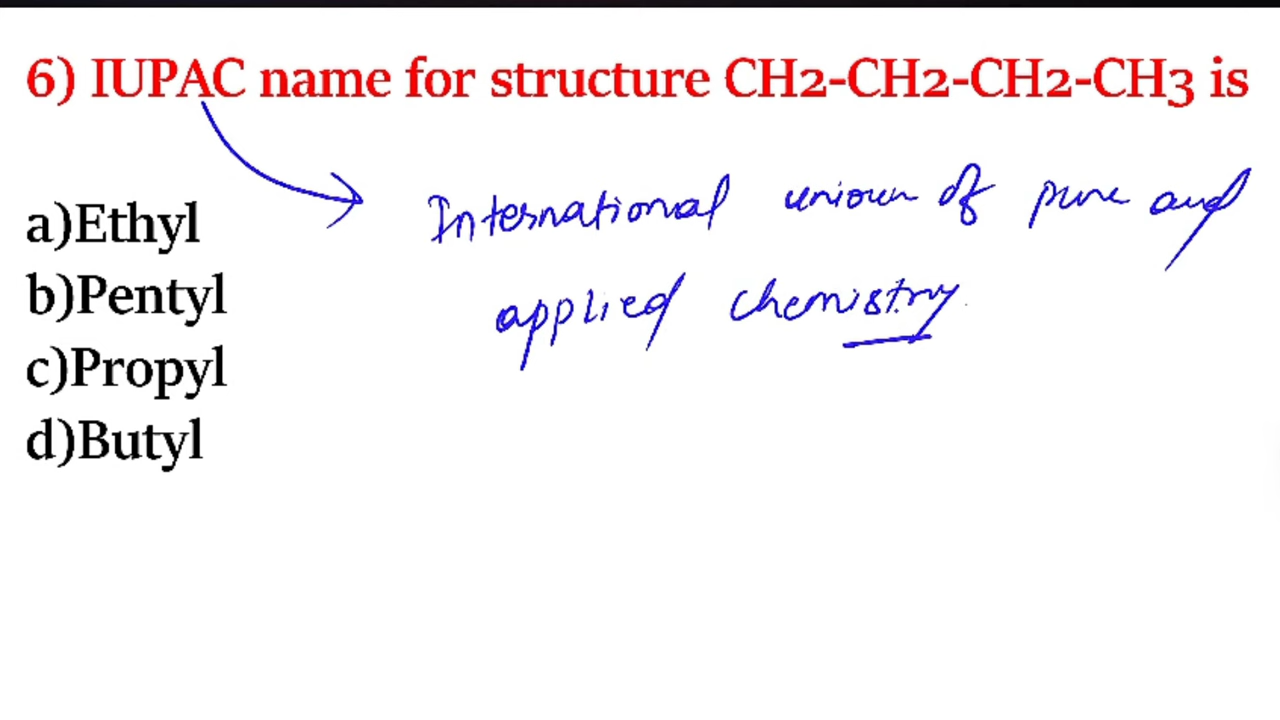 6) IUPAC name for structure CH2-CH2-CH2-CH3 is
International union of pure and
a)Ethyl
b)Pentyl
applied chemistry
c)Propyl
d)Butyl